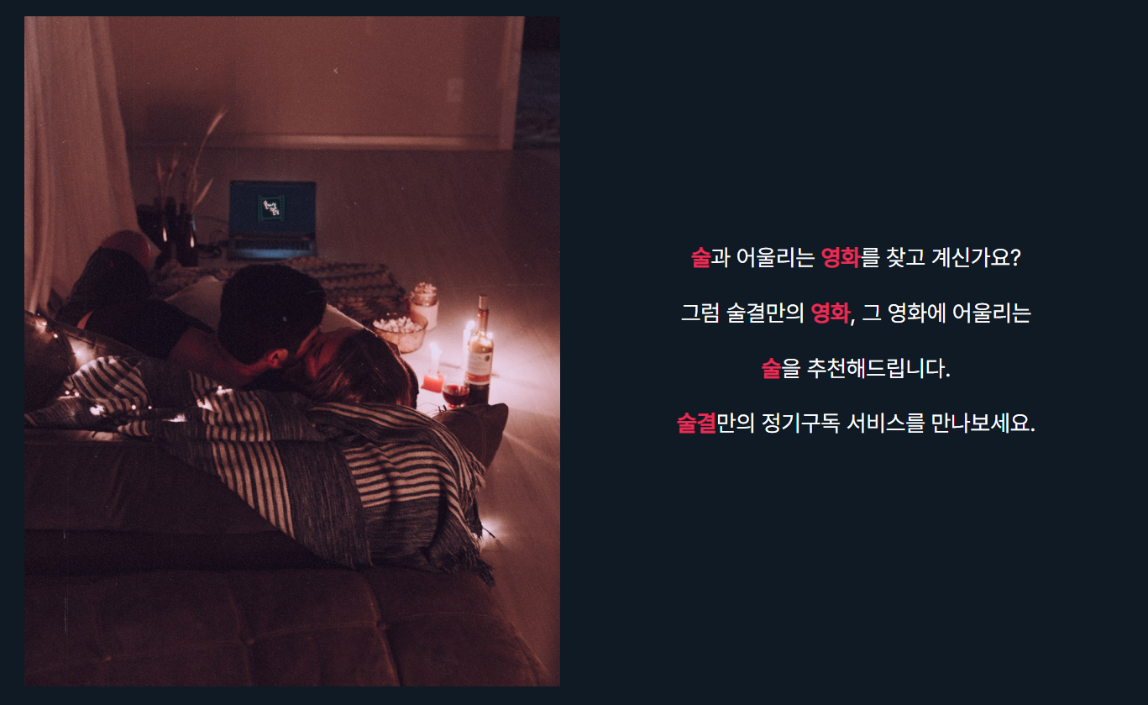 술과 어울리는 영화를 찾고 계신가요?
그럼 술결만의 영화, 그 영화에 어울리는
술을 추천해드립니다.
술결만의 정기구독 서비스를 만나보세요.